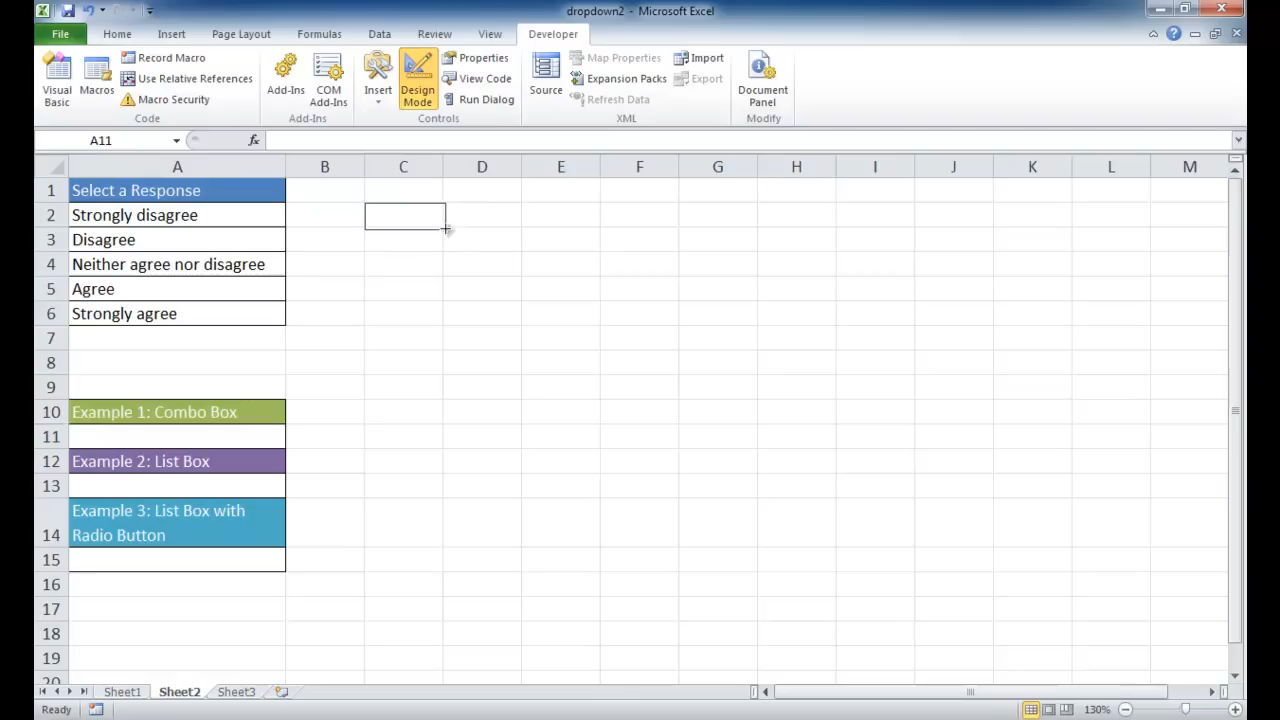 dropdown2 - Microsoft Excel
File Home Insert Page Layout Formulas Data Review View Developer
Visual Basic
Macros
Record Macro
Use Relative References
Macro Security
Code
Add-Ins
COM Add-Ins
Add-Ins
Insert
Design Mode
Properties
View Code
Run Dialog
Controls
Source
Map Properties
Expansion Packs
Refresh Data
Import
Export
XML
Document Panel
Modify
A11 fx
A B C D E F G H I J K L M
1 Select a Response
2 Strongly disagree
3 Disagree
4 Neither agree nor disagree
5 Agree
6 Strongly agree
7
8
9
10 Example 1: Combo Box
11
12 Example 2: List Box
13
Example 3: List Box with
14 Radio Button
15
16
17
18
19
20
Sheet1 Sheet2 Sheet3
Ready 130%